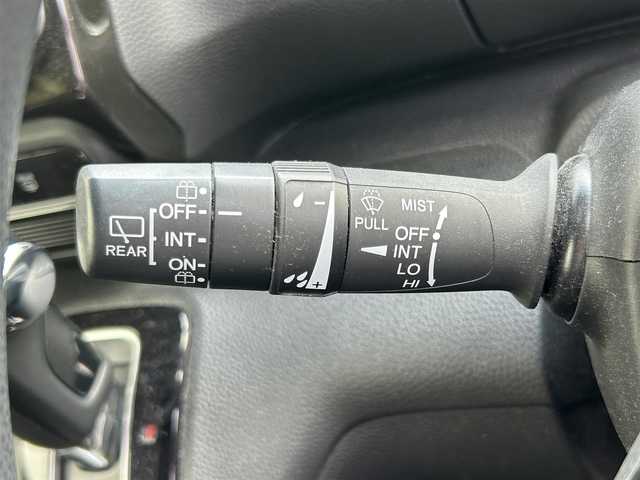 REAR
OFF
INT
ON
−
+
PULL
MIST
OFF
INT
LO
HI